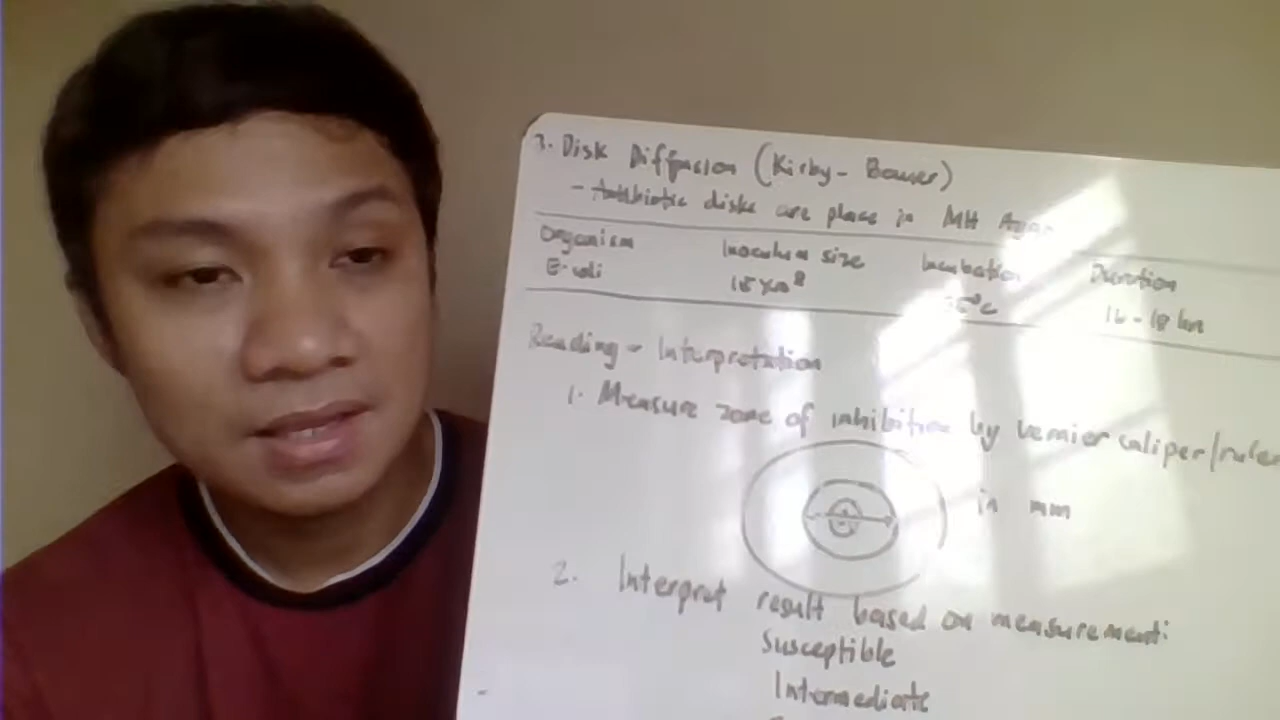 3. Disk Diffusion (Kirby-Bauer)
- Antibiotic disks are place in MH Agar
Organism Inoculum size Incubation Duration
E. coli 35°C 16-18 hrs
Reading - Interpretation
1. Measure zone of inhibition by vernier caliper/ruler
in mm
2. Interpret result based on measurement:
Susceptible
Intermediate